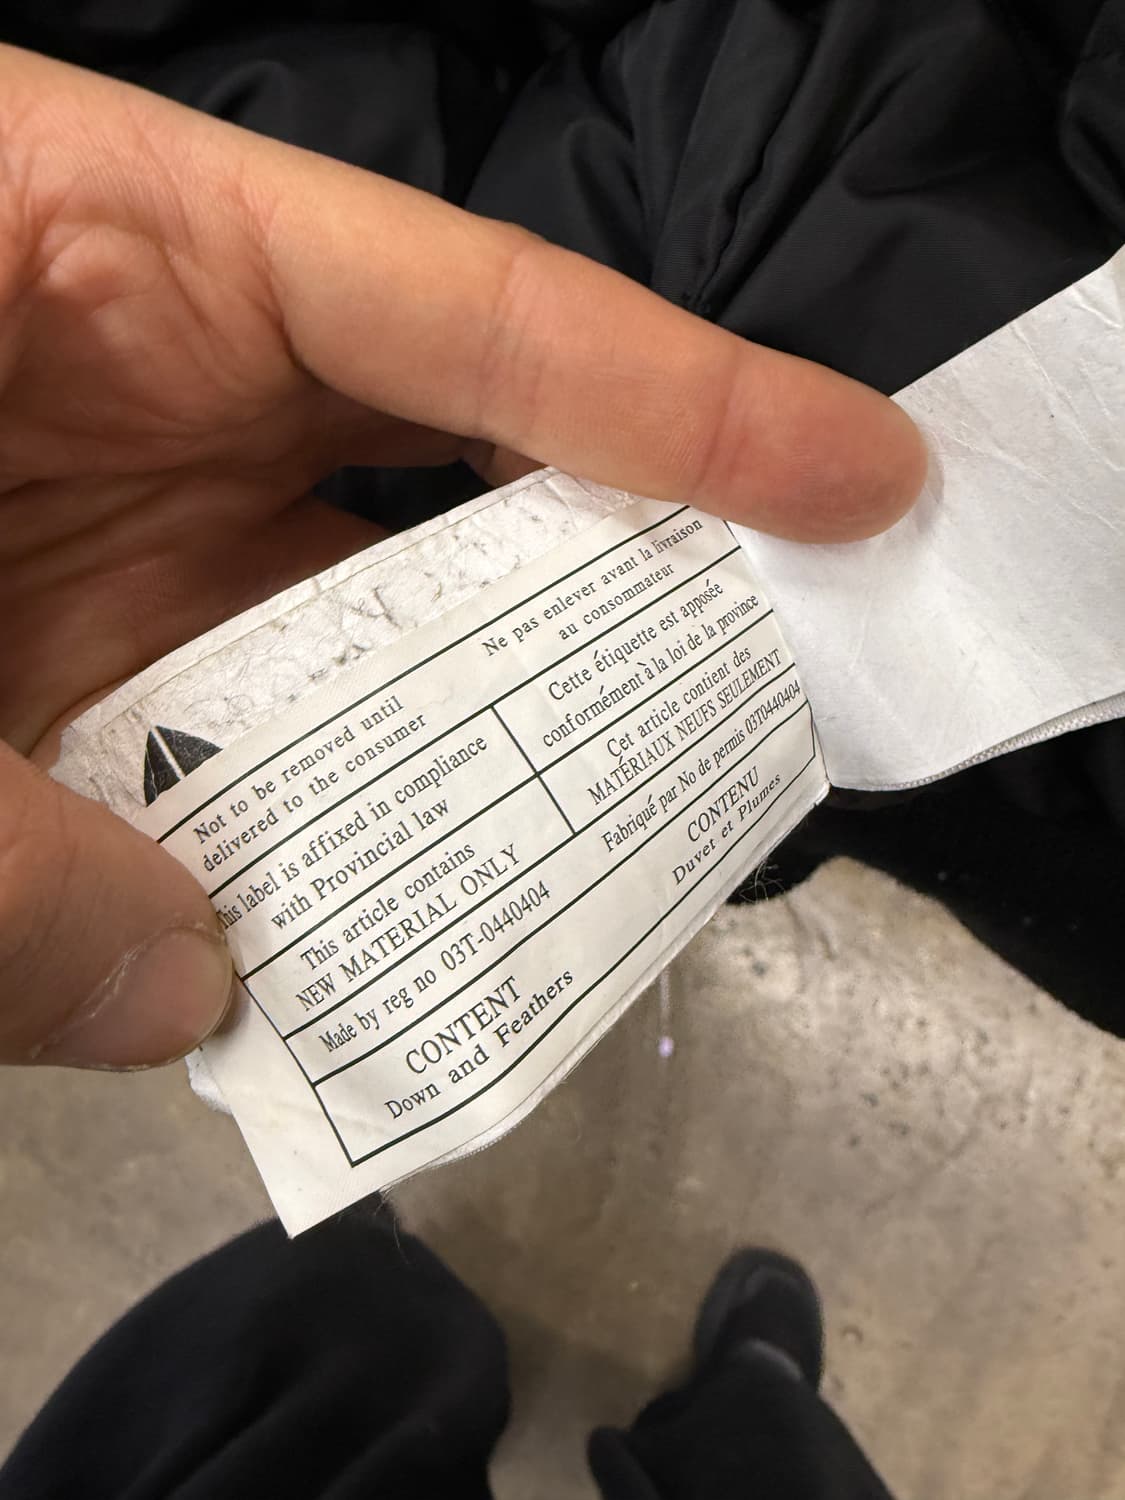 Not to be removed until
delivered to the consumer
Ne pas enlever avant la livraison
au consommateur
This label is affixed in compliance
with Provincial law
Cette étiquette est apposée
conformément à la loi de la province
This article contains
NEW MATERIAL ONLY
Cet article contient des
MATÉRIAUX NEUFS SEULEMENT
Made by reg no 03T-0440404
Fabriqué par No de permis 03T0440404
CONTENT
Down and Feathers
CONTENU
Duvet et Plumes